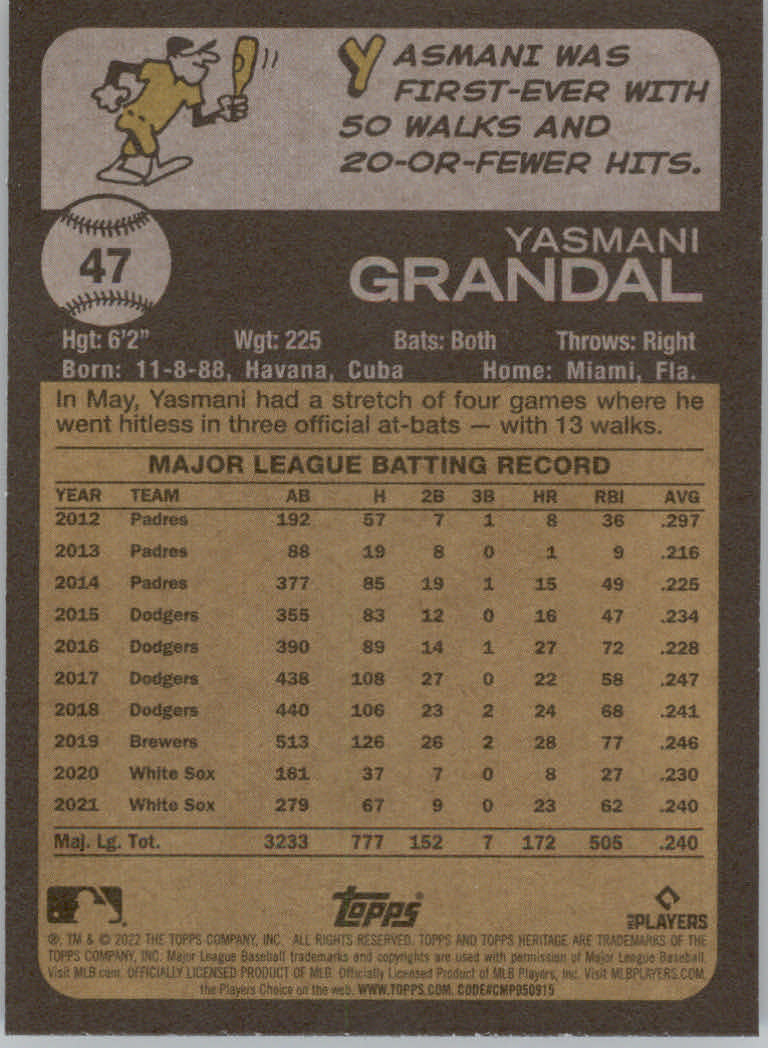 YASMANI WAS
FIRST-EVER WITH
50 WALKS AND
20-OR-FEWER HITS.
47
YASMANI
GRANDAL
Hgt: 6'2" Wgt: 225 Bats: Both Throws: Right
Born: 11-8-88, Havana, Cuba Home: Miami, Fla.
In May, Yasmani had a stretch of four games where he
went hitless in three official at-bats — with 13 walks.
MAJOR LEAGUE BATTING RECORD
YEAR TEAM AB H 2B 3B HR RBI AVG
2012 Padres 192 57 7 1 8 36 .297
2013 Padres 88 19 8 0 1 9 .216
2014 Padres 377 85 19 1 15 49 .225
2015 Dodgers 355 83 12 0 16 47 .234
2016 Dodgers 390 89 14 1 27 72 .228
2017 Dodgers 438 108 27 0 22 58 .247
2018 Dodgers 440 106 23 2 24 68 .241
2019 Brewers 513 126 26 2 28 77 .246
2020 White Sox 161 37 7 0 8 27 .230
2021 White Sox 279 67 9 0 23 62 .240
Maj. Lg. Tot. 3233 777 152 7 172 505 .240
Topps®
MLB PLAYERS
®, TM & © 2022 THE TOPPS COMPANY, INC. ALL RIGHTS RESERVED. TOPPS AND TOPPS HERITAGE ARE TRADEMARKS OF THE
TOPPS COMPANY, INC. Major League Baseball trademarks and copyrights are used with permission of Major League Baseball.
Visit MLB.com. OFFICIALLY LICENSED PRODUCT OF MLB. Officially Licensed Product of MLB Players, Inc. Visit MLBPLAYERS.COM,
the Players Choice on the web. WWW.TOPPS.COM. CODE#CMP050915